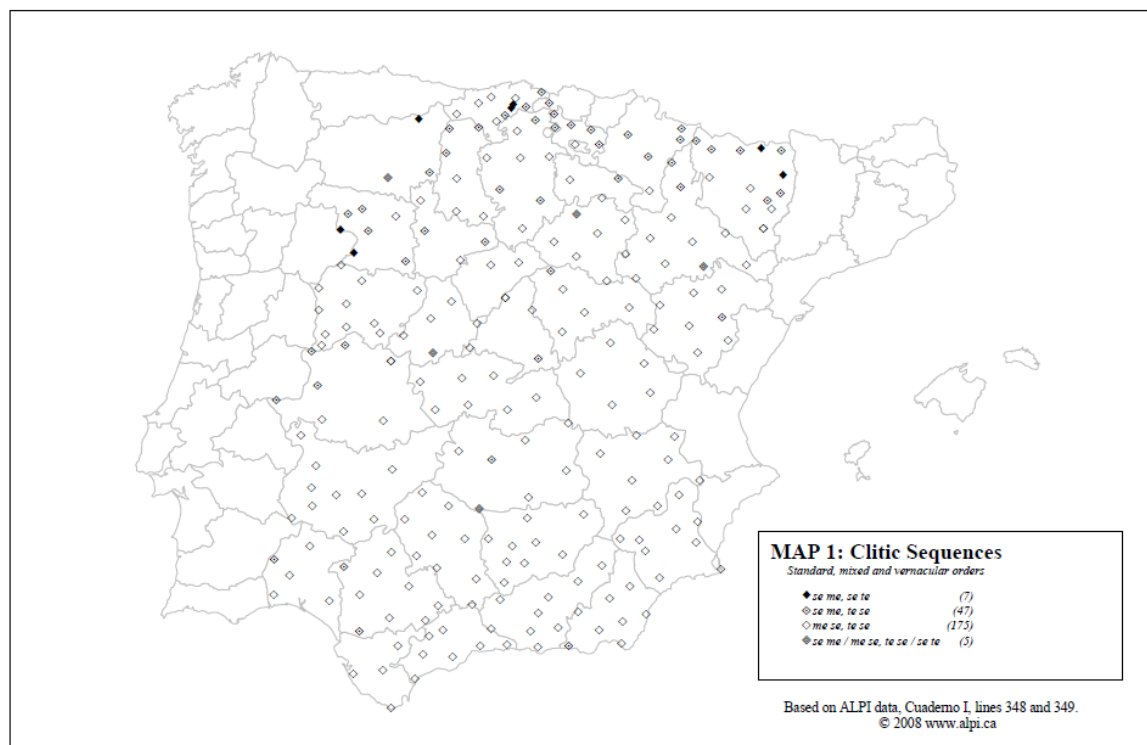 MAP 1: Clitic Sequences
Standard, mixed and vernacular orders
se me, se te (7)
se me, te se (47)
me se, te se (175)
se me / me se, te se / se te (5)
Based on ALPI data, Cuaderno I, lines 348 and 349.
© 2008 www.alpi.ca